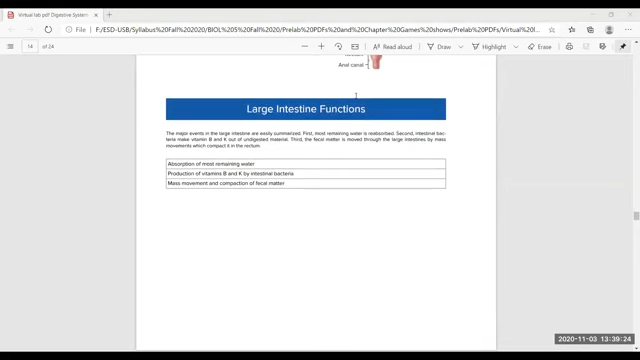 Virtual lab pdf Digestive Systems
F:/ESD-USB/Syllabus%20Fall%202020/BIOL%205%20Fall%20/Prelab%20PDFs%20and%20Chapter%20Games%20shows/Prelab%20PDFs/Virtual%20l...
14 of 24
Read aloud
Draw
Highlight
Erase
Anal canal
Large Intestine Functions
The major events in the large intestine are easily summarized. First, most remaining water is reabsorbed. Second, intestinal bac-
teria make vitamin B and K out of undigested material. Third, the fecal matter is moved through the large intestines by mass
movements which compact it in the rectum.
Absorption of most remaining water
Production of vitamins B and K by intestinal bacteria
Mass movement and compaction of fecal matter
2020-11-03 13:39:24